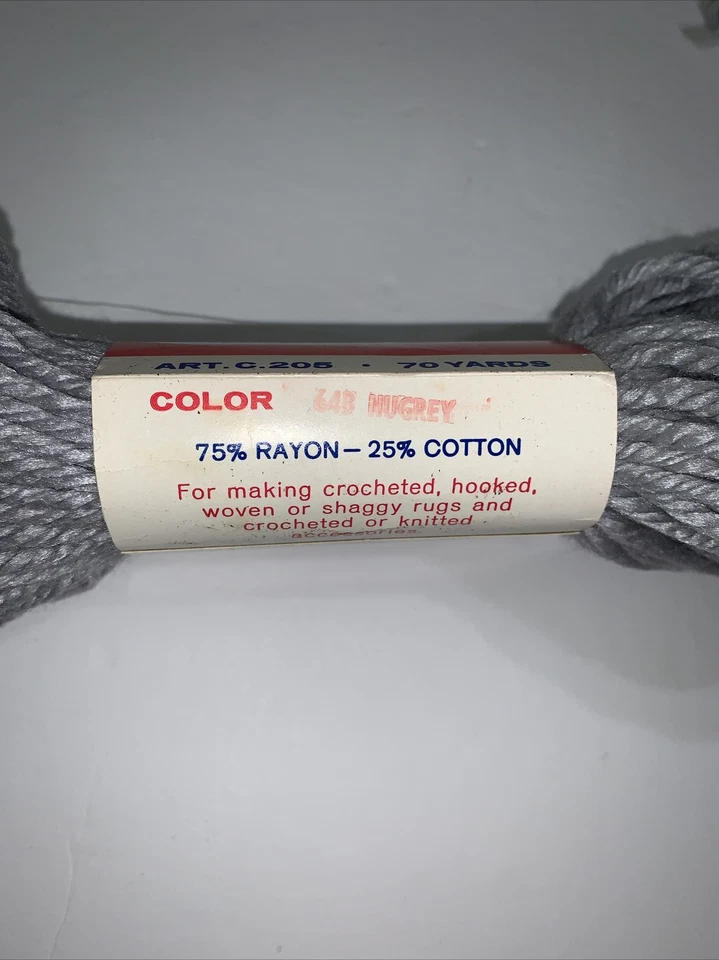 ART. C. 205 · 70 YARDS
COLOR 64B NUGREY
75% RAYON — 25% COTTON
For making crocheted, hooked,
woven or shaggy rugs and
crocheted or knitted
accessories.